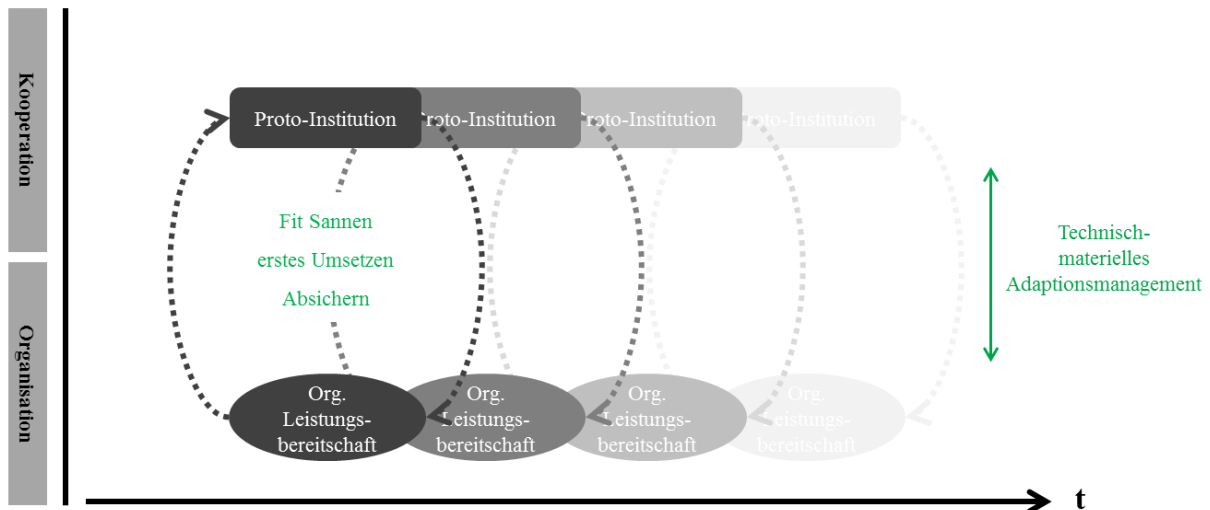 Kooperation
Organisation
Proto-Institution
Proto-Institution
Proto-Institution
roto-Institution
Fit Sannen
erstes Umsetzen
Absichern
Technisch-
materielles
Adaptionsmanagement
Org.
Leistungs-
bereitschaft
Org.
Leistungs-
bereitschaft
Org.
Leistungs-
bereitschaft
Org.
Leistungs-
bereitschaft
t